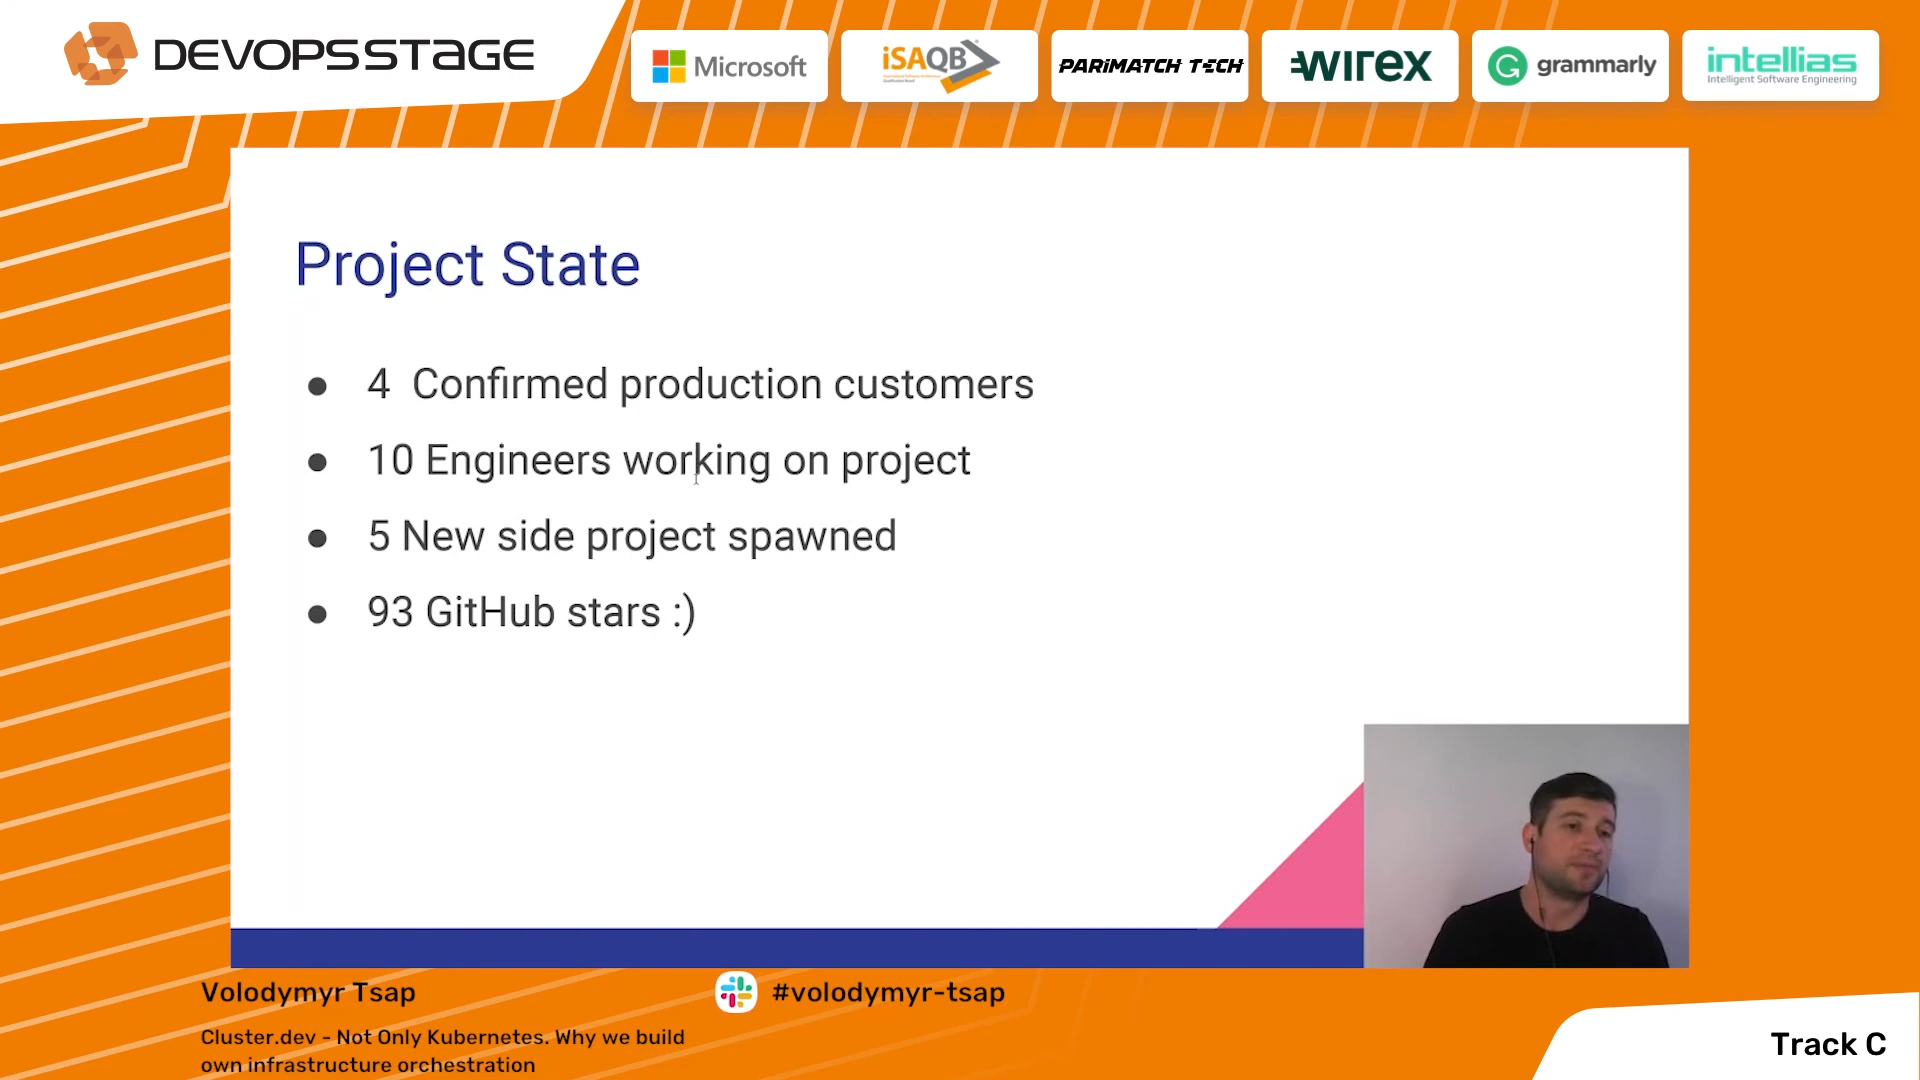 DEVOPSSTAGE
Microsoft
iSAQB
PARIMATCH TECH
WIREX
grammarly
intellias
Intelligent Software Engineering
Project State
● 4 Confirmed production customers
● 10 Engineers working on project
● 5 New side project spawned
● 93 GitHub stars :)
Volodymyr Tsap
#volodymyr-tsap
Cluster.dev - Not Only Kubernetes. Why we build
own infrastructure orchestration
Track C